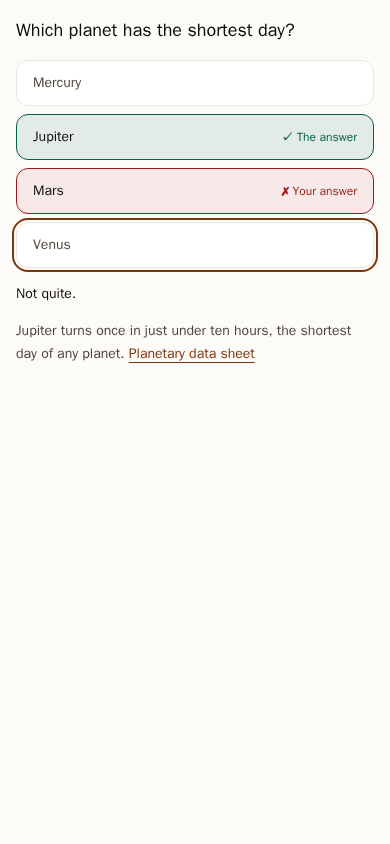 Which planet has the shortest day?
Mercury
Jupiter ✓ The answer
Mars ✗ Your answer
Venus
Not quite.
Jupiter turns once in just under ten hours, the shortest
day of any planet. Planetary data sheet